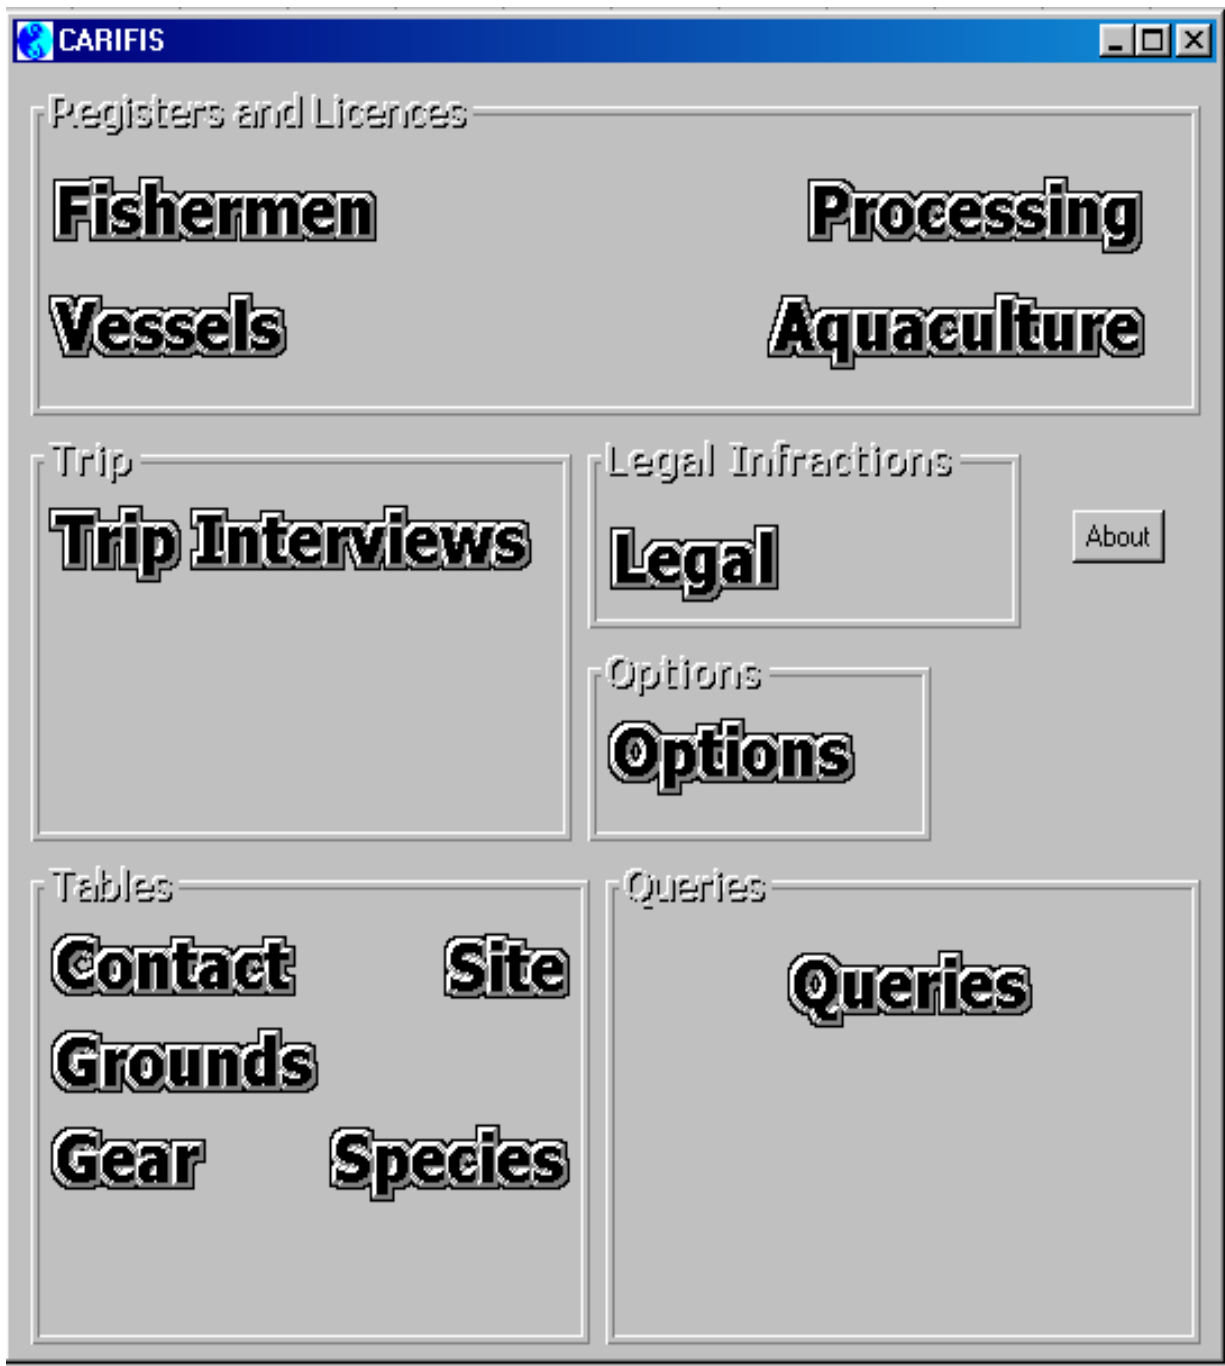 CARIFIS
Registers and Licences
Fishermen
Processing
Vessels
Aquaculture
Trip
Trip Interviews
Legal Infractions
Legal
About
Options
Options
Tables
Contact
Site
Grounds
Gear
Species
Queries
Queries